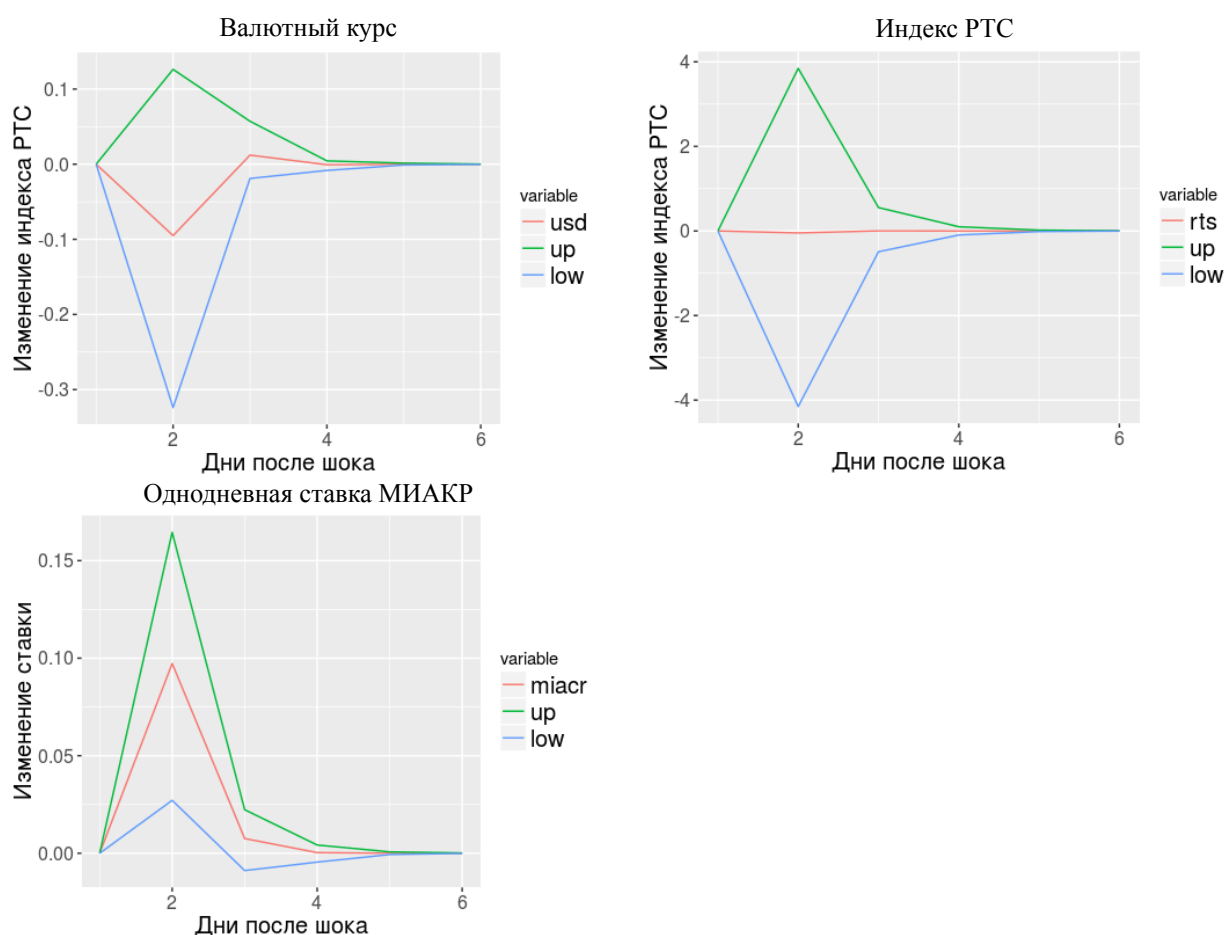 Валютный курс
Изменение индекса РТС
0.1
0.0
-0.1
-0.2
-0.3
2
4
6
Дни после шока
variable
usd
up
low
Индекс РТС
Изменение индекса РТС
4
2
0
-2
-4
2
4
6
Дни после шока
variable
rts
up
low
Однодневная ставка МИАКР
Изменение ставки
0.15
0.10
0.05
0.00
2
4
6
Дни после шока
variable
miacr
up
low